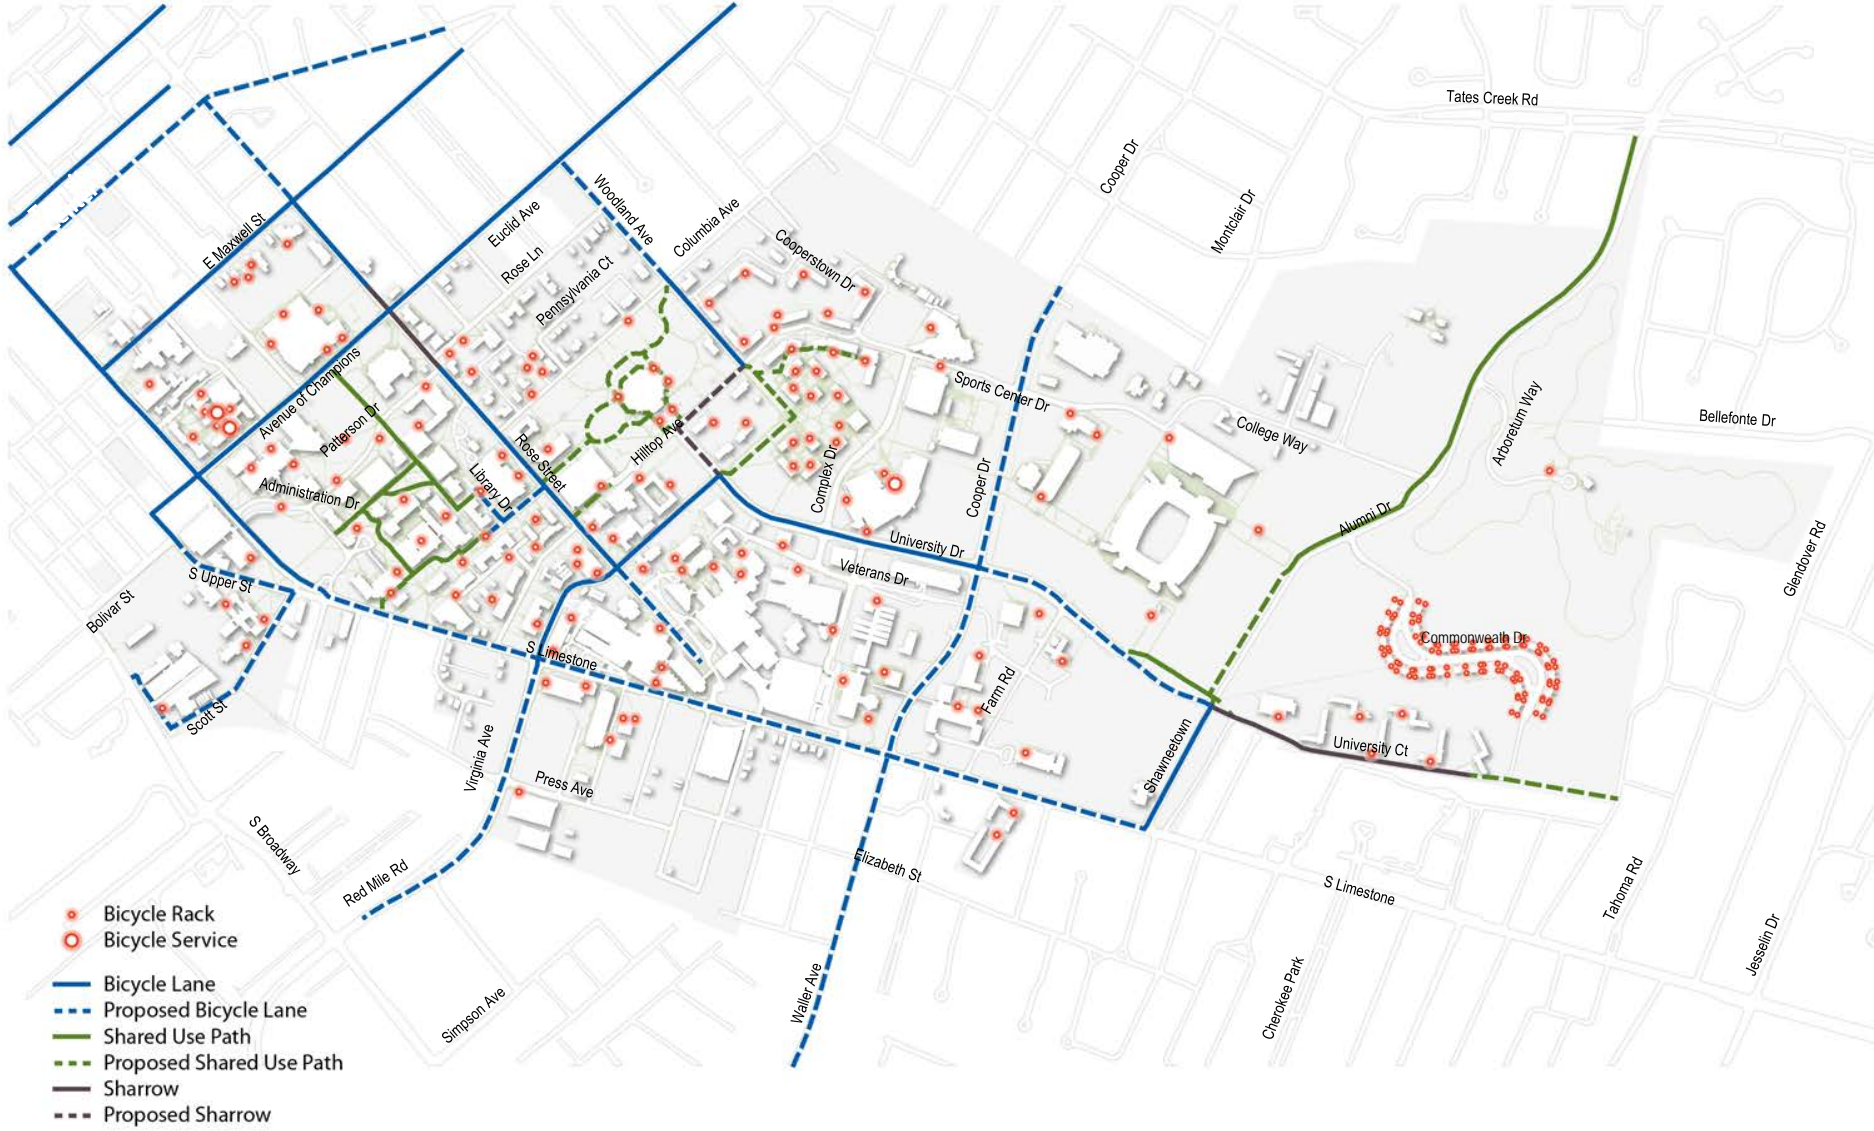 Tates Creek Rd
Cooper Dr
Woodland Ave
Columbia Ave
Euclid Ave
Montclair Dr
E Maxwell St
Rose Ln
Cooperstown Dr
Pennsylvania Ct
Avenue of Champions
Sports Center Dr
Arboretum Way
Bellefonte Dr
Patterson Dr
College Way
Hilltop Ave
Rose Street
Complex Dr
Cooper Dr
Library Dr
Administration Dr
Alumni Dr
University Dr
Glendover Rd
Veterans Dr
S Upper St
Bolivar St
Commonweath Dr
S Limestone
Farm Rd
Scott St
Shawneetown
University Ct
Virginia Ave
Press Ave
S Broadway
Elizabeth St
Red Mile Rd
S Limestone
Tahoma Rd
Jesselin Dr
Waller Ave
Cherokee Park
Simpson Ave
Bicycle Rack
Bicycle Service
Bicycle Lane
Proposed Bicycle Lane
Shared Use Path
Proposed Shared Use Path
Sharrow
Proposed Sharrow